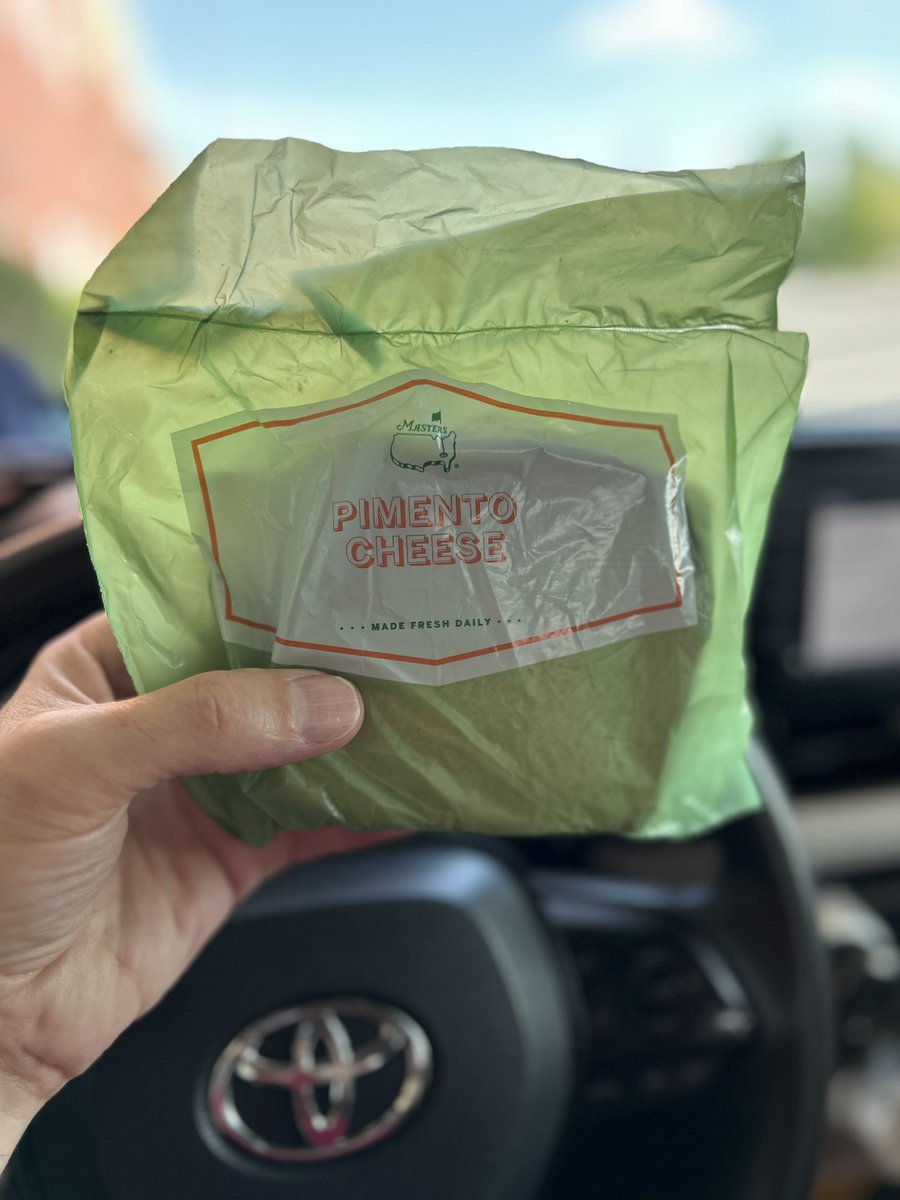 MASTERS
PIMENTO
CHEESE
• • • MADE FRESH DAILY • • •